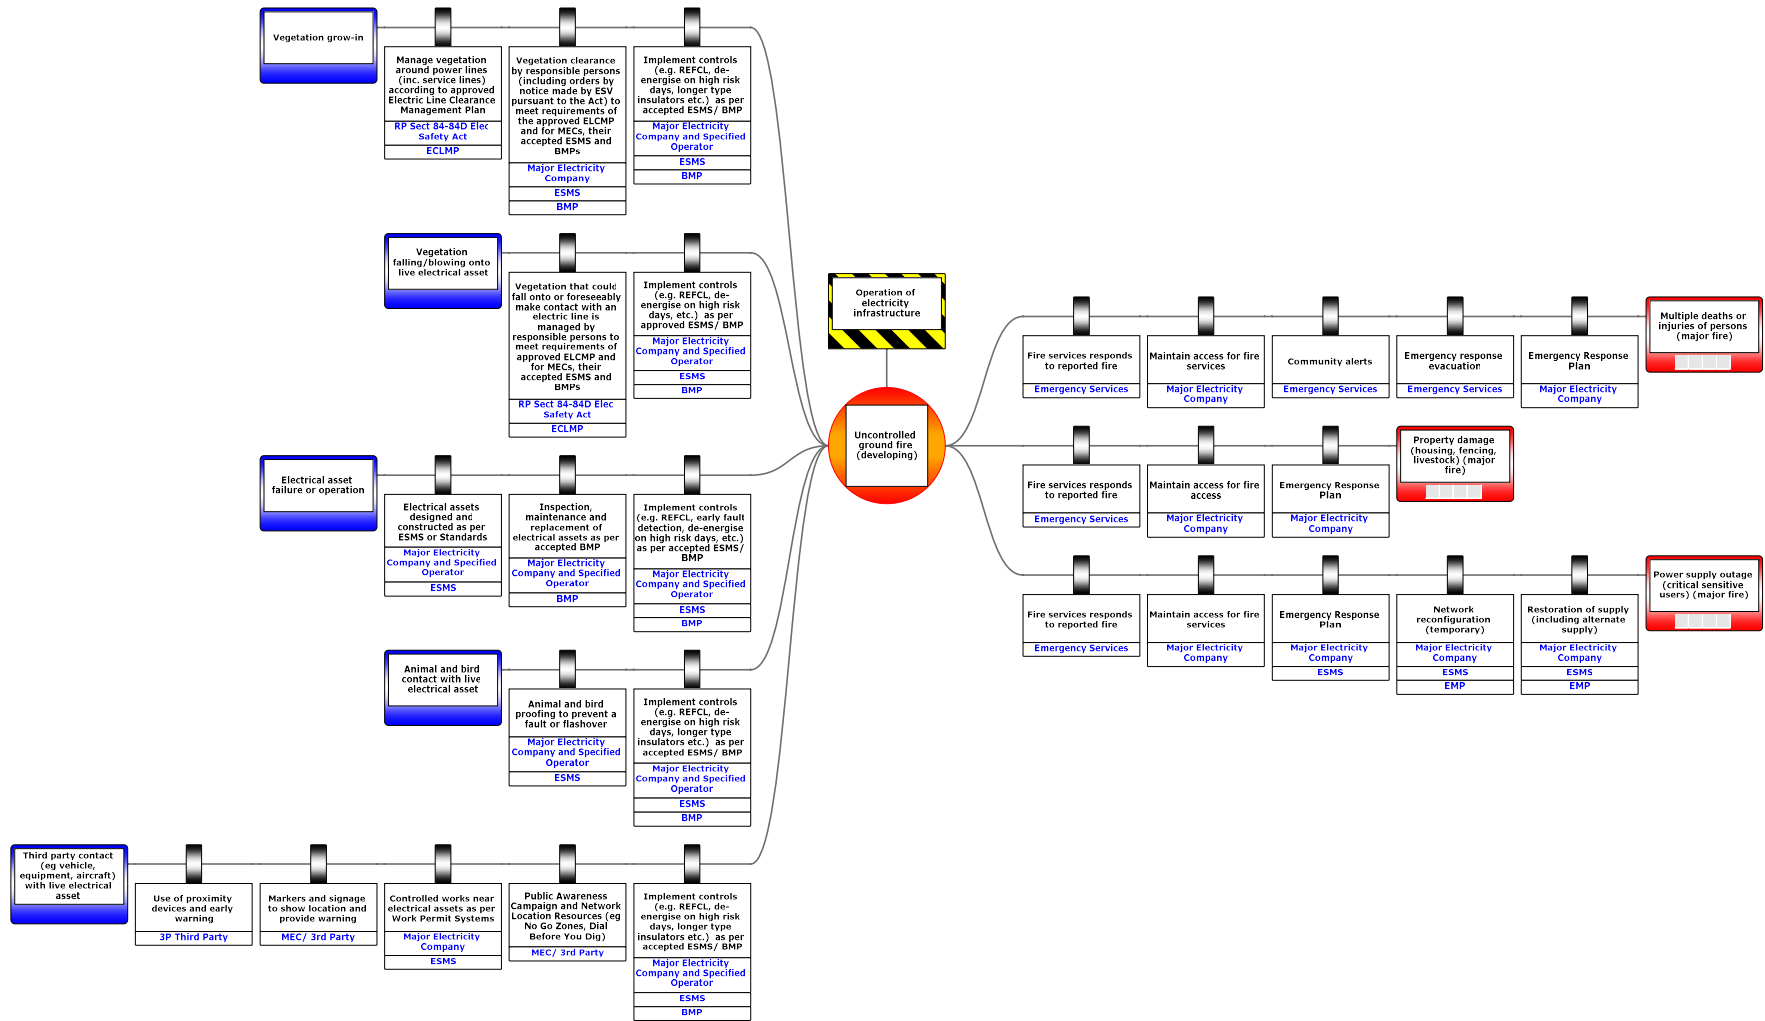 Vegetation grow-in
Manage vegetation
around power lines
(inc. service lines)
according to approved
Electric Line Clearance
Management Plan
RP Sect 84-84D Elec
Safety Act
ECLMP
Vegetation clearance
by responsible persons
(including orders by
notice made by ESV
pursuant to the Act) to
meet requirements of
the approved ELCMP
and for MECs, their
accepted ESMS and
BMPs
Major Electricity
Company
ESMS
BMP
Implement controls
(e.g. REFCL, de-
energise on high risk
days, longer type
insulators etc.) as per
accepted ESMS/ BMP
Major Electricity
Company and Specified
Operator
ESMS
BMP
Vegetation
falling/blowing onto
live electrical asset
Vegetation that could
fall onto or foreseeably
make contact with an
electric line is
managed by
responsible persons to
meet requirements of
approved ELCMP and
for MECs, their
accepted ESMS and
BMPs
RP Sect 84-84D Elec
Safety Act
ECLMP
Implement controls
(e.g. REFCL, de-
energise on high risk
days, etc.) as per
approved ESMS/ BMP
Major Electricity
Company and Specified
Operator
ESMS
BMP
Electrical asset
failure or operation
Electrical assets
designed and
constructed as per
ESMS or Standards
Major Electricity
Company and Specified
Operator
ESMS
Inspection,
maintenance and
replacement of
electrical assets as per
accepted BMP
Major Electricity
Company and Specified
Operator
BMP
Implement controls
(e.g. REFCL, early fault
detection, de-energise
on high risk days, etc.)
as per accepted ESMS/
BMP
Major Electricity
Company and Specified
Operator
ESMS
BMP
Animal and bird
contact with live
electrical asset
Animal and bird
proofing to prevent a
fault or flashover
Major Electricity
Company and Specified
Operator
ESMS
Implement controls
(e.g. REFCL, de-
energise on high risk
days, longer type
insulators etc.) as per
accepted ESMS/ BMP
Major Electricity
Company and Specified
Operator
ESMS
BMP
Third party contact
(eg vehicle,
equipment, aircraft)
with live electrical
asset
Use of proximity
devices and early
warning
3P Third Party
Markers and signage
to show location and
provide warning
MEC/ 3rd Party
Controlled works near
electrical assets as per
Work Permit Systems
Major Electricity
Company
ESMS
Public Awareness
Campaign and Network
Location Resources (eg
No Go Zones, Dial
Before You Dig)
MEC/ 3rd Party
Implement controls
(e.g. REFCL, de-
energise on high risk
days, longer type
insulators etc.) as per
accepted ESMS/ BMP
Major Electricity
Company and Specified
Operator
ESMS
BMP
Operation of
electricity
infrastructure
Uncontrolled
ground fire
(developing)
Fire services responds
to reported fire
Emergency Services
Maintain access for fire
services
Major Electricity
Company
Community alerts
Emergency Services
Emergency response
evacuation
Emergency Services
Emergency Response
Plan
Major Electricity
Company
Multiple deaths or
injuries of persons
(major fire)
Fire services responds
to reported fire
Emergency Services
Maintain access for fire
access
Major Electricity
Company
Emergency Response
Plan
Major Electricity
Company
Property damage
(housing, fencing,
livestock) (major
fire)
Fire services responds
to reported fire
Emergency Services
Maintain access for fire
services
Major Electricity
Company
Emergency Response
Plan
Major Electricity
Company
ESMS
Network
reconfiguration
(temporary)
Major Electricity
Company
ESMS
EMP
Restoration of supply
(including alternate
supply)
Major Electricity
Company
ESMS
EMP
Power supply outage
(critical sensitive
users) (major fire)